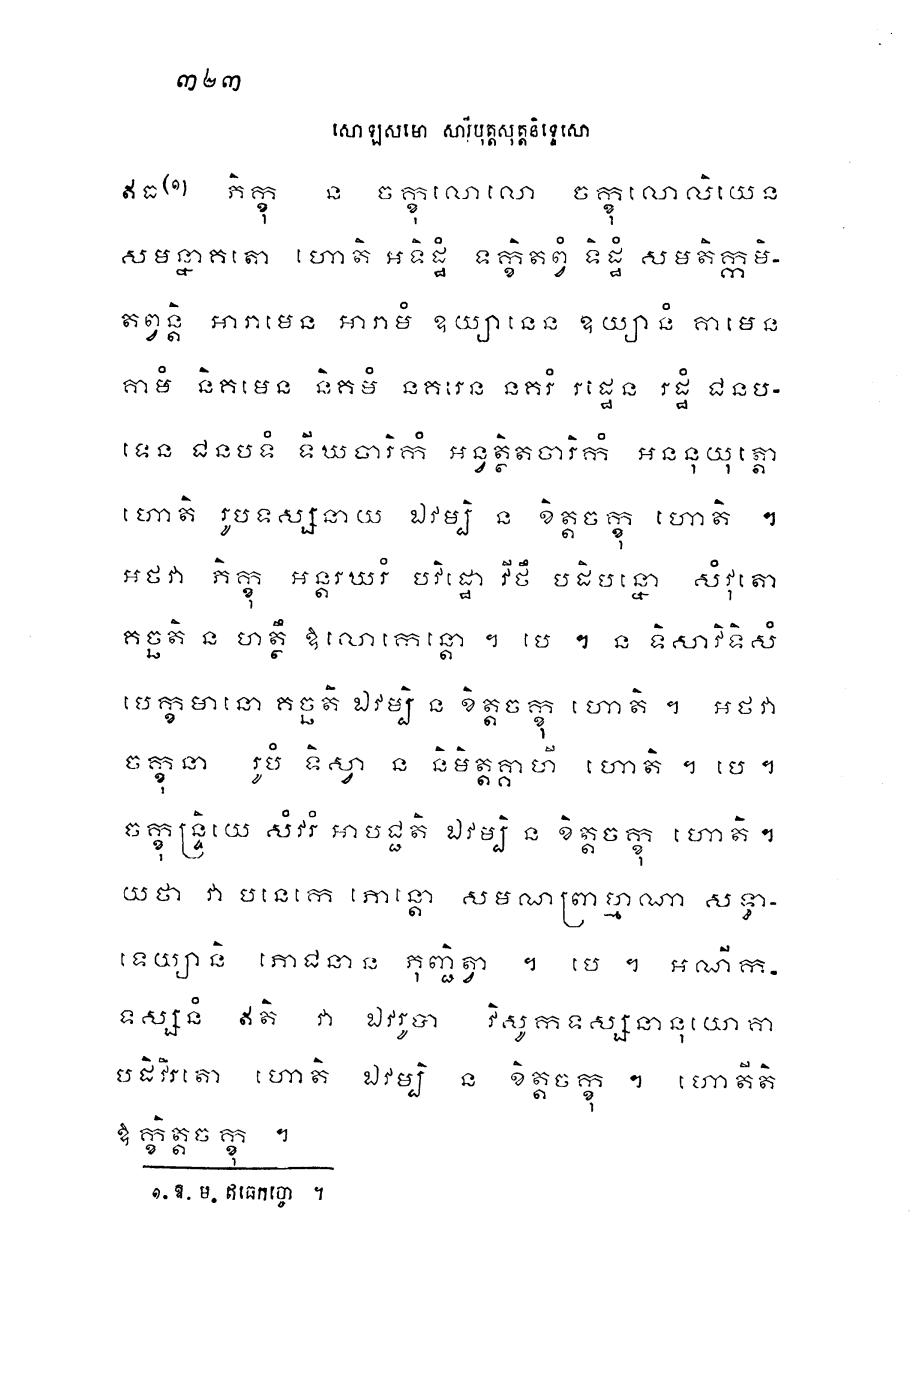 ៣២៣
សោឡសមោ សារីបុត្តសុត្តនិទ្ទេសោ
ឥធ(១) ភិក្ខុ ន ចក្ខុលោលោ ចក្ខុលោលិយេន
សមន្នាគតោ ហោតិ អទិដ្ឋំ ទក្ខិតព្វំ ទិដ្ឋំ សមតិក្កមិ-
តព្វន្តិ អារាមេន អារាមំ ឧយ្យានេន ឧយ្យានំ គាមេន
គាមំ និគមេន និគមំ នគរេន នគរំ រដ្ឋេន រដ្ឋំ ជនប-
ទេន ជនបទំ ទីឃចារិកំ អន្វត្ថិតចារិកំ អននុយុត្តោ
ហោតិ រូបទស្សនាយ ឯវម្បិ ន ខិត្តចក្ខុ ហោតិ ។
អថវា ភិក្ខុ អន្តរឃរំ បវិដ្ឋោ វីថឹ បដិបន្នោ សំវុតោ
គច្ឆតិ ន ហត្ថឹ ឱលោកេន្តោ ។ បេ ។ ន ទិសាវិទិសំ
បេក្ខមានោ គច្ឆតិ ឯវម្បិ ន ខិត្តចក្ខុ ហោតិ ។ អថវា
ចក្ខុនា រូបំ ទិស្វា ន និមិត្តគ្គាហី ហោតិ ។ បេ ។
ចក្ខុន្ទ្រិយេ សំវរំ អាបជ្ជតិ ឯវម្បិ ន ខិត្តចក្ខុ ហោតិ ។
យថា វា បនេកេ ភោន្តោ សមណព្រាហ្មណា សទ្ធា-
ទេយ្យានិ ភោជនានិ ភុញ្ជិត្វា ។ បេ ។ អណីក-
ទស្សនំ ឥតិ វា ឯវរូបា វិសូកទស្សនានុយោគា
បដិវិរតោ ហោតិ ឯវម្បិ ន ខិត្តចក្ខុ ។ ហោតីតិ
ឱក្ខិត្តចក្ខុ ។
១. ឱ. ម. ឥធេកច្ចោ ។